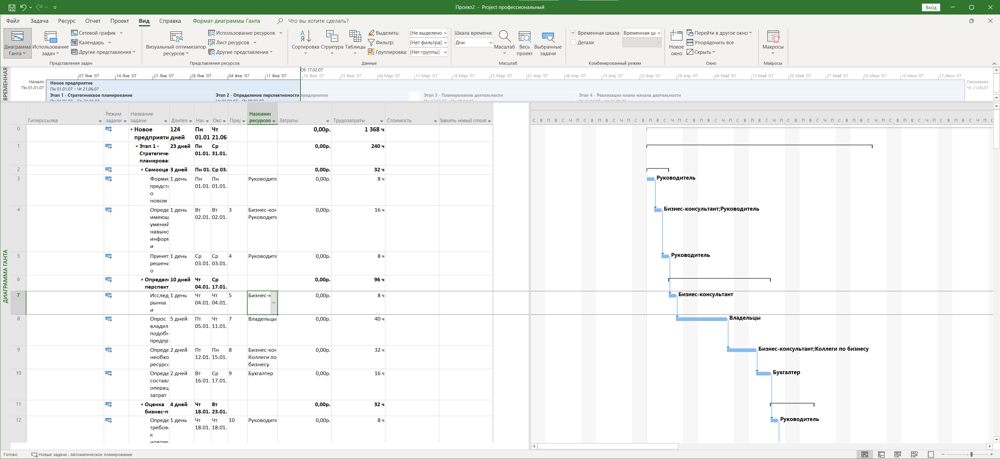 Проект2 - Project профессиональный
Вход
Файл Задача Ресурс Отчет Проект Вид Справка Формат диаграммы Ганта Что вы хотите сделать?
Диаграмма Ганта
Использование задач
Сетевой график
Календарь
Другие представления
Представления задач
Визуальный оптимизатор ресурсов
Использование ресурсов
Лист ресурсов
Другие представления
Представления ресурсов
Сортировка
Структура
Таблицы
Выделить: [Не выделено
Фильтр: [Нет фильтра]
Группировка: [Нет группы]
Данные
Шкала времени:
Дни
Масштаб
Весь проект
Выбранные задачи
Масштаб
Временная шкала Временная ш
Детали
Комбинированный режим
Новое окно
Перейти в другое окно
Упорядочить все
Скрыть
Окно
Макросы
Макросы
ВРЕМЕННАЯ
Сб 17.02.07
07 Янв '07 14 Янв '07 21 Янв '07 28 Янв '07 04 Фев '07 11 Фев '07 18 Фев '07 25 Фев '07 04 Мар '07 11 Мар '07 18 Мар '07 25 Мар '07 01 Апр '07 08 Апр '07 15 Апр '07 22 Апр '07 29 Апр '07 06 Май '07 13 Май '07 20 Май '07 27 Май '07 03 Июн '07 10 Июн '07 17 Июн '07
Начало
Пн 01.01.07
Новое предприятие
Пн 01.01.07 - Чт 21.06.07
Окончание
Чт 21.06.07
Этап 1 - Стратегическое планирование
Этап 2 - Определение перспективности предприятия
Этап 3 - Планирование деятельности
Этап 4 - Реализация плана начала деятельности
ДИАГРАММА ГАНТА
Гиперссылка
Режим задачи
Название задачи
Длител
Нач
Окс
Пред
Названия ресурсов
Затраты
Трудозатраты
Стоимость
бавить новый столб
С В П В С Ч П С В П В С Ч П С В П В С Ч П С В П В С Ч П С В П В С Ч П С В П В С Ч П С В П В С Ч П С В П В С Ч П С В П В С Ч П С
0 Новое предприяти 124 дней Пн 01.01 Чт 21.06 0,00р. 1 368 ч
1 Этап 1 - Стратегичес планирован 23 дней Пн 01.01. Ср 31.01. 0,00р. 240 ч
2 Самооце 3 дней Пн 01. Ср 03. 0,00р. 32 ч
3 Формир предста о новом 1 день Пн 01.01. Пн 01.01. Руководите 0,00р. 8 ч
Руководитель
4 Опреде имеющ умений навыко информ и 1 день Вт 02.01. Вт 02.01. 3 Бизнес-кон Руководите 0,00р. 16 ч
Бизнес-консультант;Руководитель
5 Принят решени о 1 день Ср 03.01. Ср 03.01. 4 Руководите 0,00р. 8 ч
Руководитель
6 Определе перспект 10 дней Чт 04.01. Ср 17.01. 0,00р. 96 ч
7 Исслед рынка и 1 день Чт 04.01. Чт 04.01. 5 Бизнес-к 0,00р. 8 ч
Бизнес-консультант
8 Опрос владел подобн предпр 5 дней Пт 05.01. Чт 11.01. 7 Владельцы 0,00р. 40 ч
Владельцы
9 Опреде необхо ресурсо 2 дней Пт 12.01. Пн 15.01. 8 Бизнес-кон Коллеги по бизнесу 0,00р. 32 ч
Бизнес-консультант;Коллеги по бизнесу
10 Опреде составл операц затрат 2 дней Вт 16.01. Ср 17.01. 9 Бухгалтер 0,00р. 16 ч
Бухгалтер
11 Оценка бизнес-п 4 дней Чт 18.01. Вт 23.01. 0,00р. 32 ч
12 Опреде требова к новому 1 день Чт 18.01. Чт 18.01. 10 Руководите 0,00р. 8 ч
Руководитель
Готово Новые задачи : Автоматическое планирование